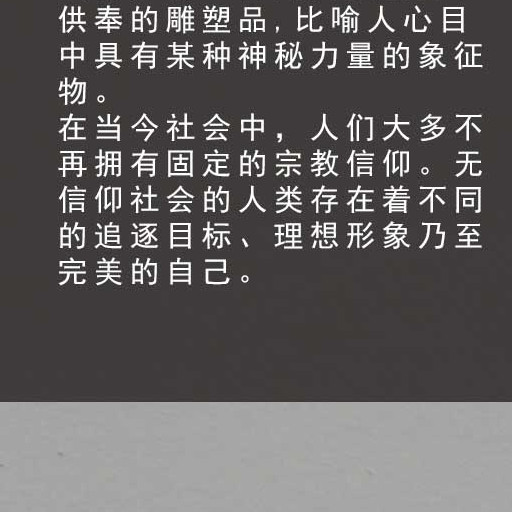 供奉的雕塑品,比喻人心目
中具有某种神秘力量的象征
物。
在当今社会中，人们大多不
再拥有固定的宗教信仰。无
信仰社会的人类存在着不同
的追逐目标、理想形象乃至
完美的自己。